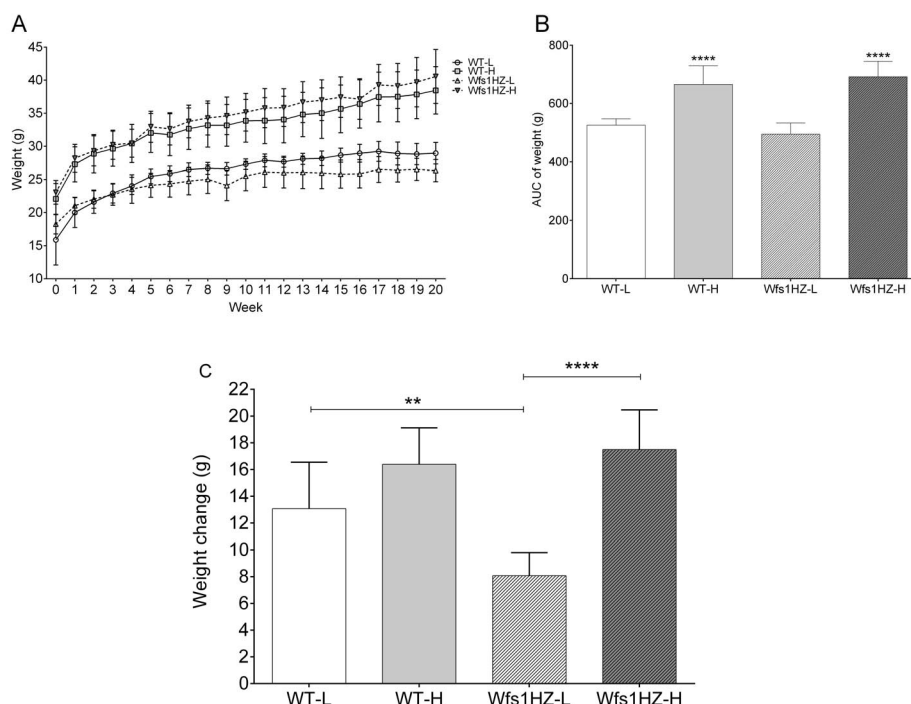 A
45
40
35
30
25
20
15
10
Weight (g)
0 1 2 3 4 5 6 7 8 9 10 11 12 13 14 15 16 17 18 19 20
Week
WT-L
WT-H
Wfs1HZ-L
Wfs1HZ-H
B
800
600
400
200
0
AUC of weight (g)
****
****
WT-L WT-H Wfs1HZ-L Wfs1HZ-H
C
22
20
18
16
14
12
10
8
6
4
2
0
Weight change (g)
**
****
WT-L WT-H Wfs1HZ-L Wfs1HZ-H